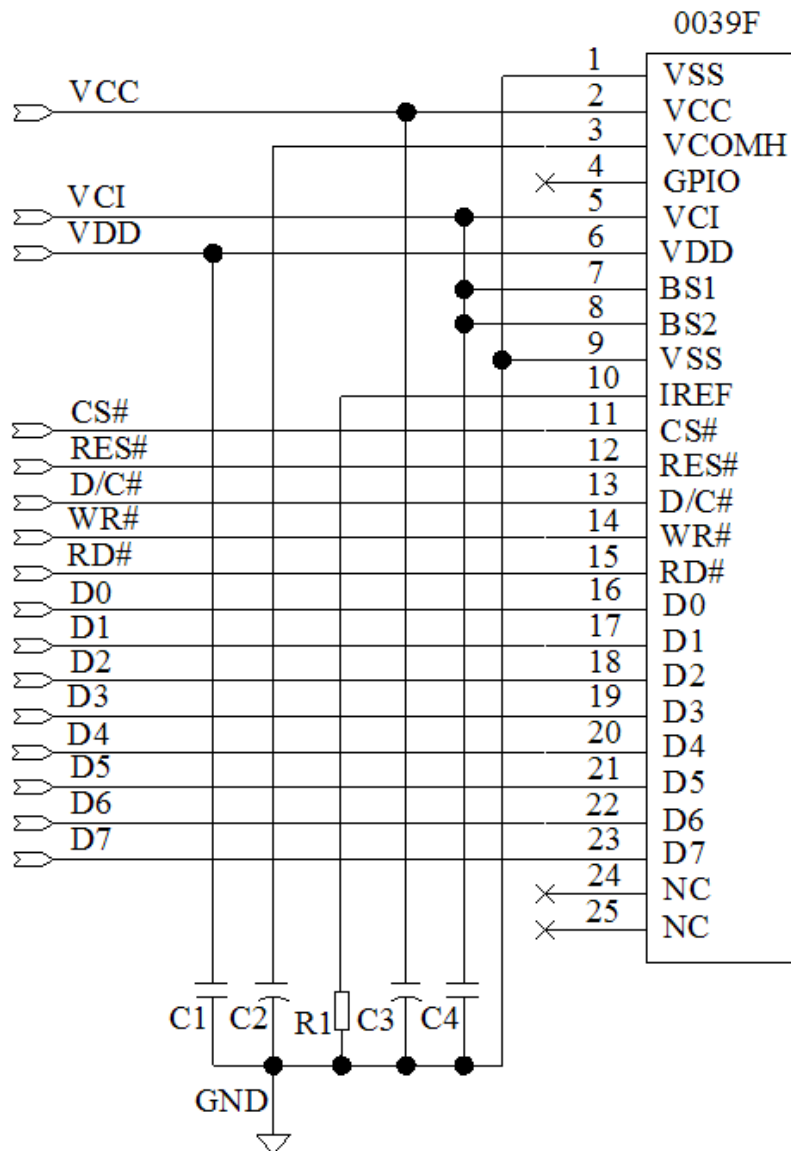 0039F
VCC 1 VSS
2 VCC
3 VCOMH
4 GPIO
VCI 5 VCI
VDD 6 VDD
7 BS1
8 BS2
9 VSS
10 IREF
CS# 11 CS#
RES# 12 RES#
D/C# 13 D/C#
WR# 14 WR#
RD# 15 RD#
D0 16 D0
D1 17 D1
D2 18 D2
D3 19 D3
D4 20 D4
D5 21 D5
D6 22 D6
D7 23 D7
24 NC
25 NC
C1 C2 R1 C3 C4
GND